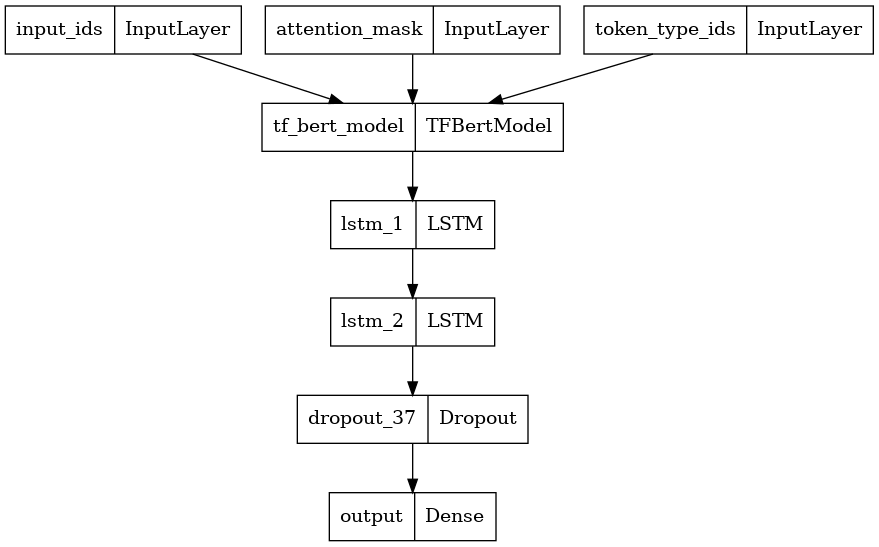 input_ids InputLayer attention_mask InputLayer token_type_ids InputLayer
tf_bert_model TFBertModel
lstm_1 LSTM
lstm_2 LSTM
dropout_37 Dropout
output Dense